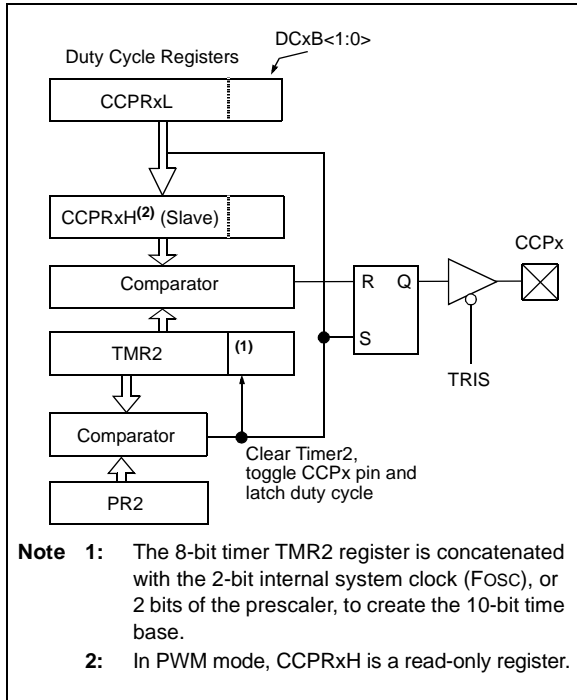 DCxB<1:0>
Duty Cycle Registers
CCPRxL
CCPRxH(2) (Slave)
CCPx
Comparator
R Q
S
TMR2
(1)
TRIS
Comparator
Clear Timer2,
toggle CCPx pin and
latch duty cycle
PR2
Note 1: The 8-bit timer TMR2 register is concatenated
with the 2-bit internal system clock (FOSC), or
2 bits of the prescaler, to create the 10-bit time
base.
2: In PWM mode, CCPRxH is a read-only register.